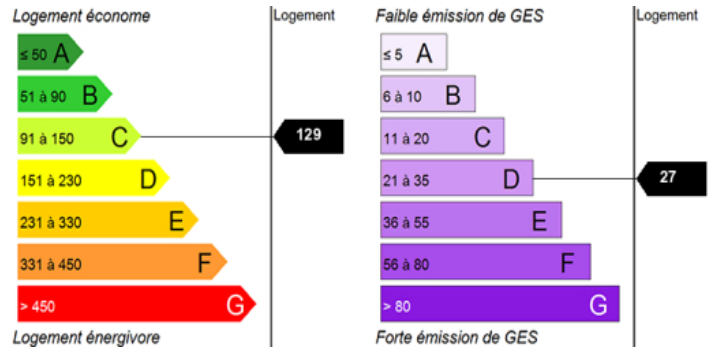 Logement économe
Logement
≤ 50 A
51 à 90 B
91 à 150 C
129
151 à 230 D
231 à 330 E
331 à 450 F
> 450 G
Logement énergivore
Faible émission de GES
Logement
≤ 5 A
6 à 10 B
11 à 20 C
21 à 35 D
27
36 à 55 E
56 à 80 F
> 80 G
Forte émission de GES